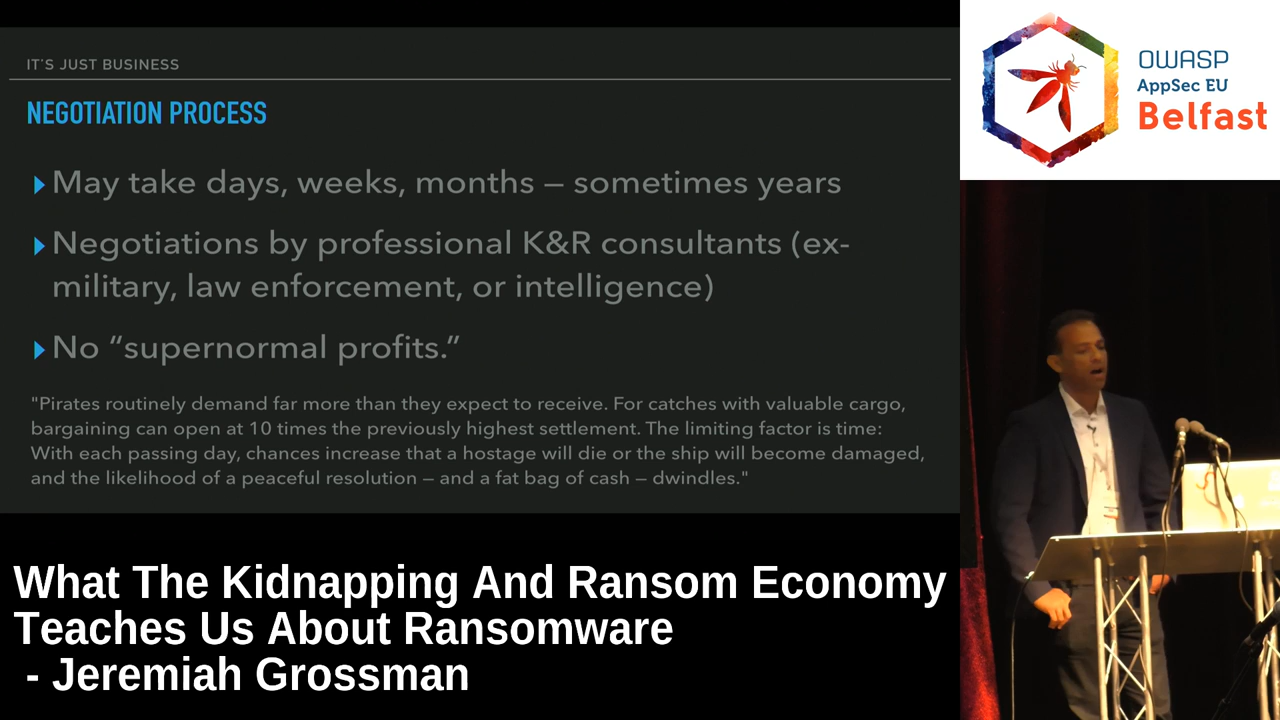 IT'S JUST BUSINESS
NEGOTIATION PROCESS
May take days, weeks, months — sometimes years
Negotiations by professional K&R consultants (ex-
military, law enforcement, or intelligence)
No “supernormal profits.”
"Pirates routinely demand far more than they expect to receive. For catches with valuable cargo,
bargaining can open at 10 times the previously highest settlement. The limiting factor is time:
With each passing day, chances increase that a hostage will die or the ship will become damaged,
and the likelihood of a peaceful resolution — and a fat bag of cash — dwindles."
What The Kidnapping And Ransom Economy
Teaches Us About Ransomware
- Jeremiah Grossman
OWASP
AppSec EU
Belfast